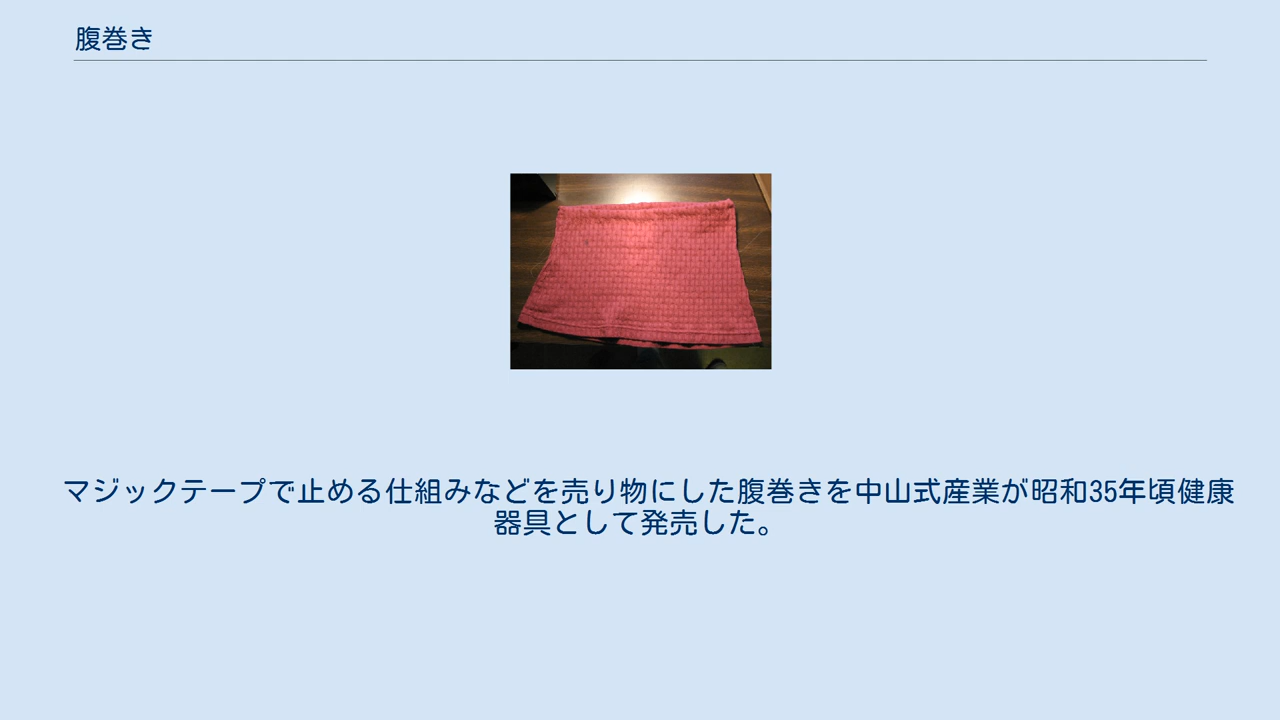 腹巻き
マジックテープで止める仕組みなどを売り物にした腹巻きを中山式産業が昭和35年頃健康
器具として発売した。